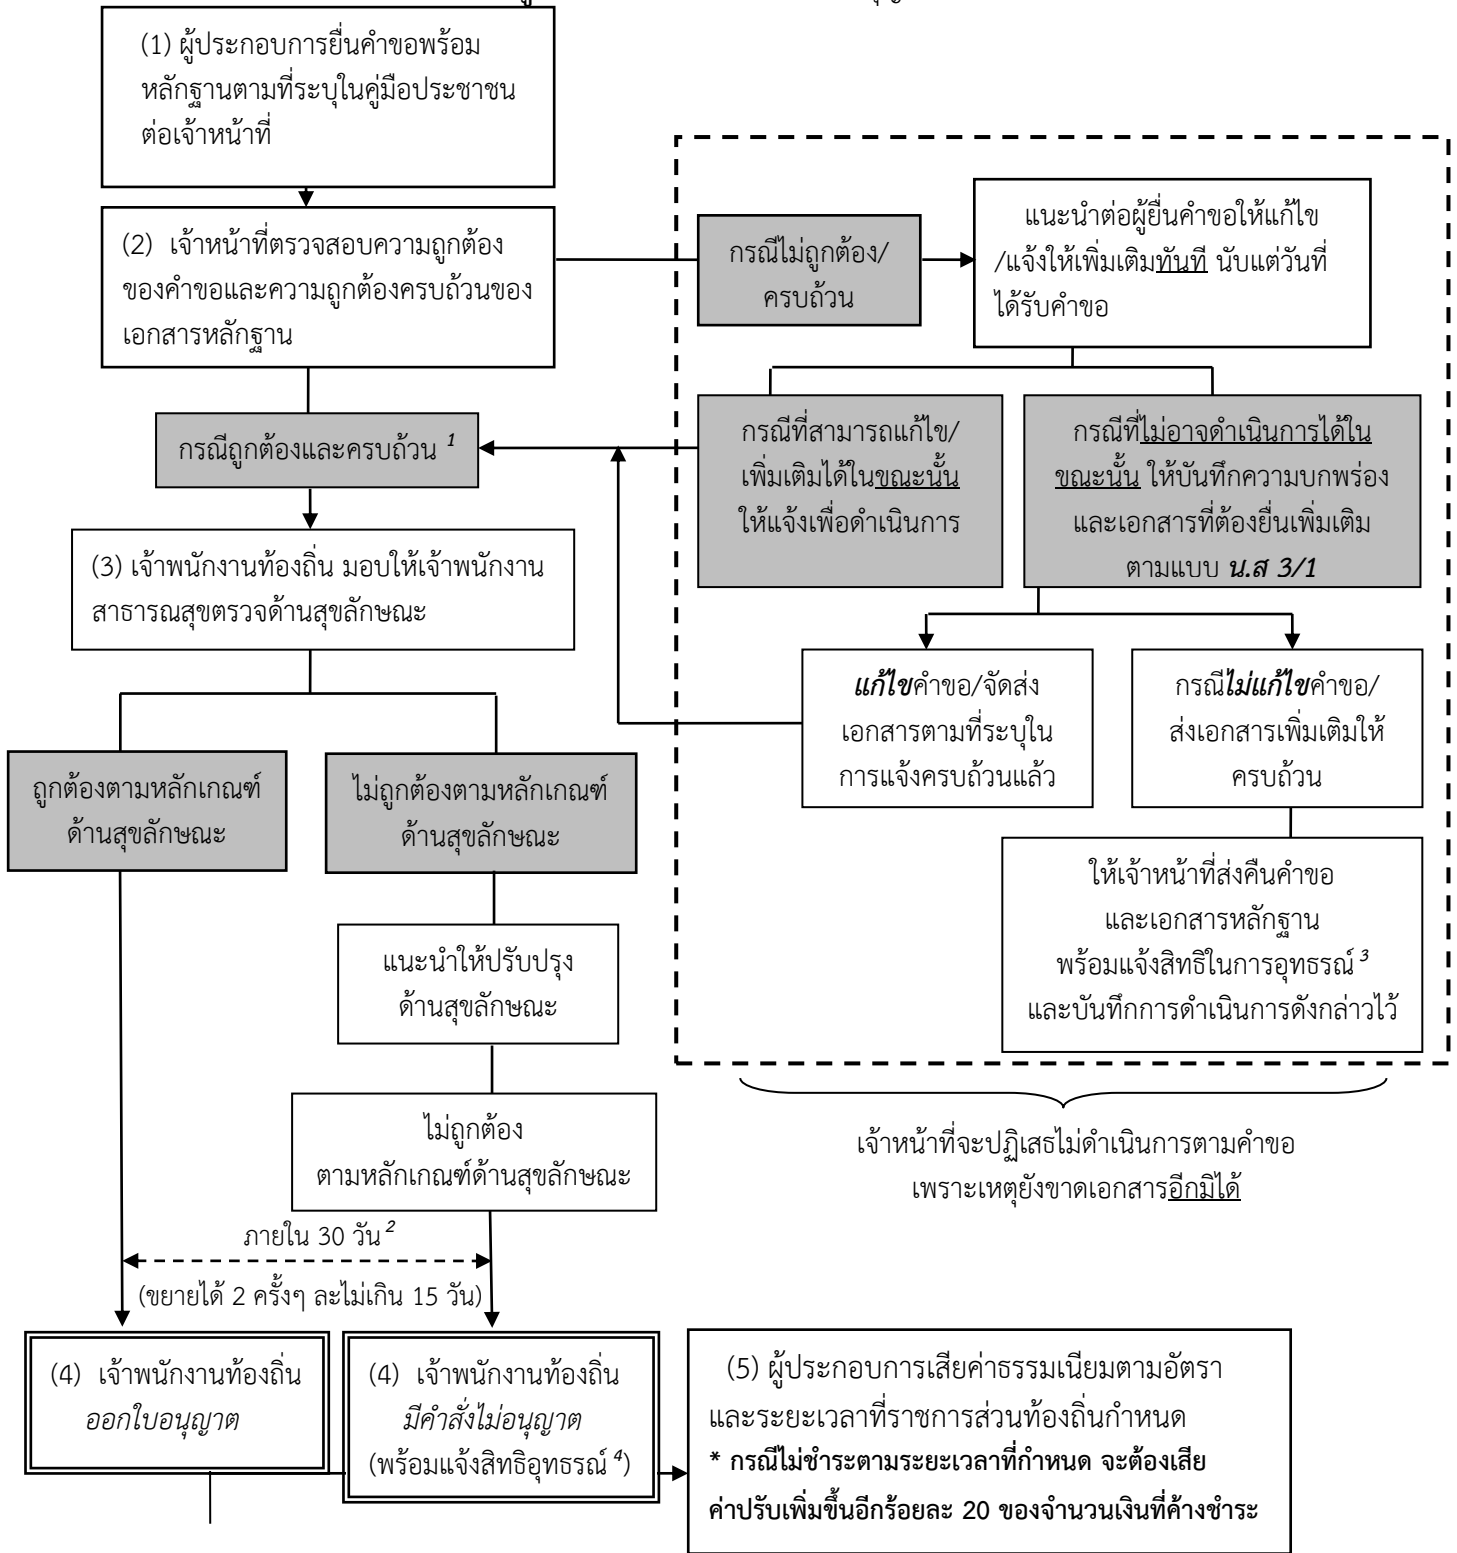 (1) ผู้ประกอบการยื่นคำขอพร้อม
หลักฐานตามที่ระบุในคู่มือประชาชน
ต่อเจ้าหน้าที่
(2) เจ้าหน้าที่ตรวจสอบความถูกต้อง
ของคำขอและความถูกต้องครบถ้วนของ
เอกสารหลักฐาน
กรณีไม่ถูกต้อง/
ครบถ้วน
แนะนำต่อผู้ยื่นคำขอให้แก้ไข
/แจ้งให้เพิ่มเติมทันที นับแต่วันที่
ได้รับคำขอ
กรณีถูกต้องและครบถ้วน 1
กรณีที่สามารถแก้ไข/
เพิ่มเติมได้ในขณะนั้น
ให้แจ้งเพื่อดำเนินการ
กรณีที่ไม่อาจดำเนินการได้ใน
ขณะนั้น ให้บันทึกความบกพร่อง
และเอกสารที่ต้องยื่นเพิ่มเติม
ตามแบบ น.ส 3/1
(3) เจ้าพนักงานท้องถิ่น มอบให้เจ้าพนักงาน
สาธารณสุขตรวจด้านสุขลักษณะ
แก้ไขคำขอ/จัดส่ง
เอกสารตามที่ระบุใน
การแจ้งครบถ้วนแล้ว
กรณีไม่แก้ไขคำขอ/
ส่งเอกสารเพิ่มเติมให้
ครบถ้วน
ถูกต้องตามหลักเกณฑ์
ด้านสุขลักษณะ
ไม่ถูกต้องตามหลักเกณฑ์
ด้านสุขลักษณะ
ให้เจ้าหน้าที่ส่งคืนคำขอ
และเอกสารหลักฐาน
พร้อมแจ้งสิทธิในการอุทธรณ์ 3
และบันทึกการดำเนินการดังกล่าวไว้
แนะนำให้ปรับปรุง
ด้านสุขลักษณะ
ไม่ถูกต้อง
ตามหลักเกณฑ์ด้านสุขลักษณะ
เจ้าหน้าที่จะปฏิเสธไม่ดำเนินการตามคำขอ
เพราะเหตุยังขาดเอกสารอีกมิได้
ภายใน 30 วัน 2
(ขยายได้ 2 ครั้งๆ ละไม่เกิน 15 วัน)
(4) เจ้าพนักงานท้องถิ่น
ออกใบอนุญาต
(4) เจ้าพนักงานท้องถิ่น
มีคำสั่งไม่อนุญาต
(พร้อมแจ้งสิทธิอุทธรณ์ 4)
(5) ผู้ประกอบการเสียค่าธรรมเนียมตามอัตรา
และระยะเวลาที่ราชการส่วนท้องถิ่นกำหนด
* กรณีไม่ชำระตามระยะเวลาที่กำหนด จะต้องเสีย
ค่าปรับเพิ่มขึ้นอีกร้อยละ 20 ของจำนวนเงินที่ค้างชำระ